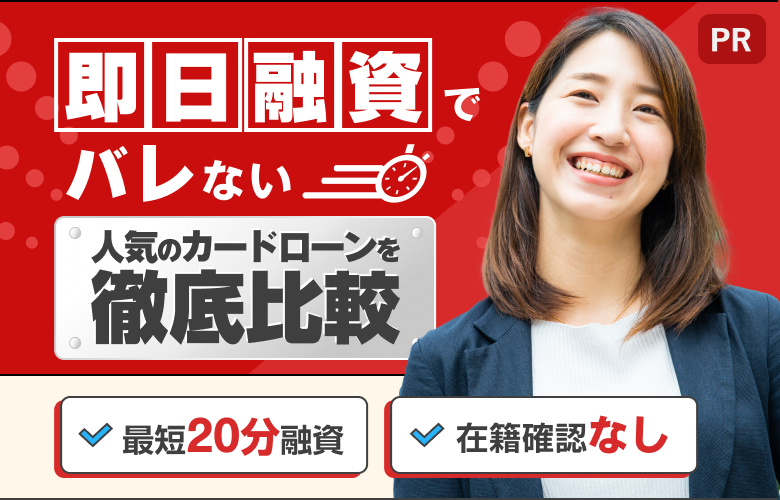 PR
即日融資で
バレない
人気のカードローンを
徹底比較
最短20分融資
在籍確認なし